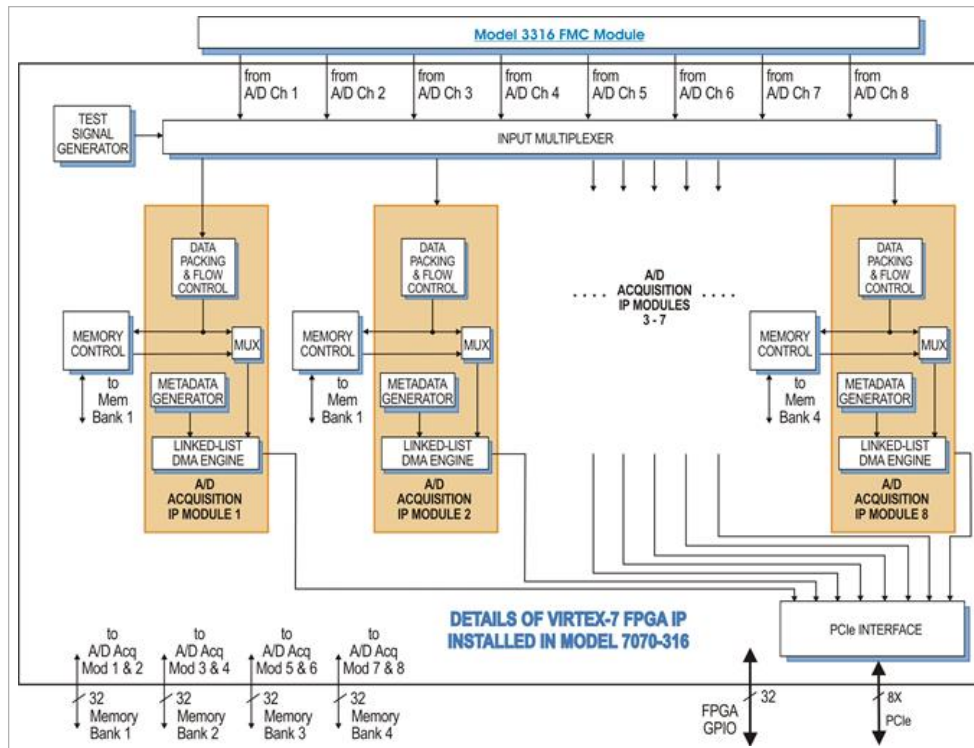 Model 3316 FMC Module
from
A/D Ch 1
from
A/D Ch 2
from
A/D Ch 3
from
A/D Ch 4
from
A/D Ch 5
from
A/D Ch 6
from
A/D Ch 7
from
A/D Ch 8
TEST
SIGNAL
GENERATOR
INPUT MULTIPLEXER
DATA
PACKING
& FLOW
CONTROL
MEMORY
CONTROL
MUX
to
Mem
Bank 1
METADATA
GENERATOR
LINKED-LIST
DMA ENGINE
A/D
ACQUISITION
IP MODULE 1
DATA
PACKING
& FLOW
CONTROL
MEMORY
CONTROL
MUX
to
Mem
Bank 1
METADATA
GENERATOR
LINKED-LIST
DMA ENGINE
A/D
ACQUISITION
IP MODULE 2
A/D
ACQUISITION
IP MODULES
3 - 7
DATA
PACKING
& FLOW
CONTROL
MEMORY
CONTROL
MUX
to
Mem
Bank 4
METADATA
GENERATOR
LINKED-LIST
DMA ENGINE
A/D
ACQUISITION
IP MODULE 8
DETAILS OF VIRTEX-7 FPGA IP
INSTALLED IN MODEL 7070-316
PCIe INTERFACE
to
A/D Acq
Mod 1 & 2
to
A/D Acq
Mod 3 & 4
to
A/D Acq
Mod 5 & 6
to
A/D Acq
Mod 7 & 8
32
Memory
Bank 1
32
Memory
Bank 2
32
Memory
Bank 3
32
Memory
Bank 4
32
FPGA
GPIO
8X
PCIe